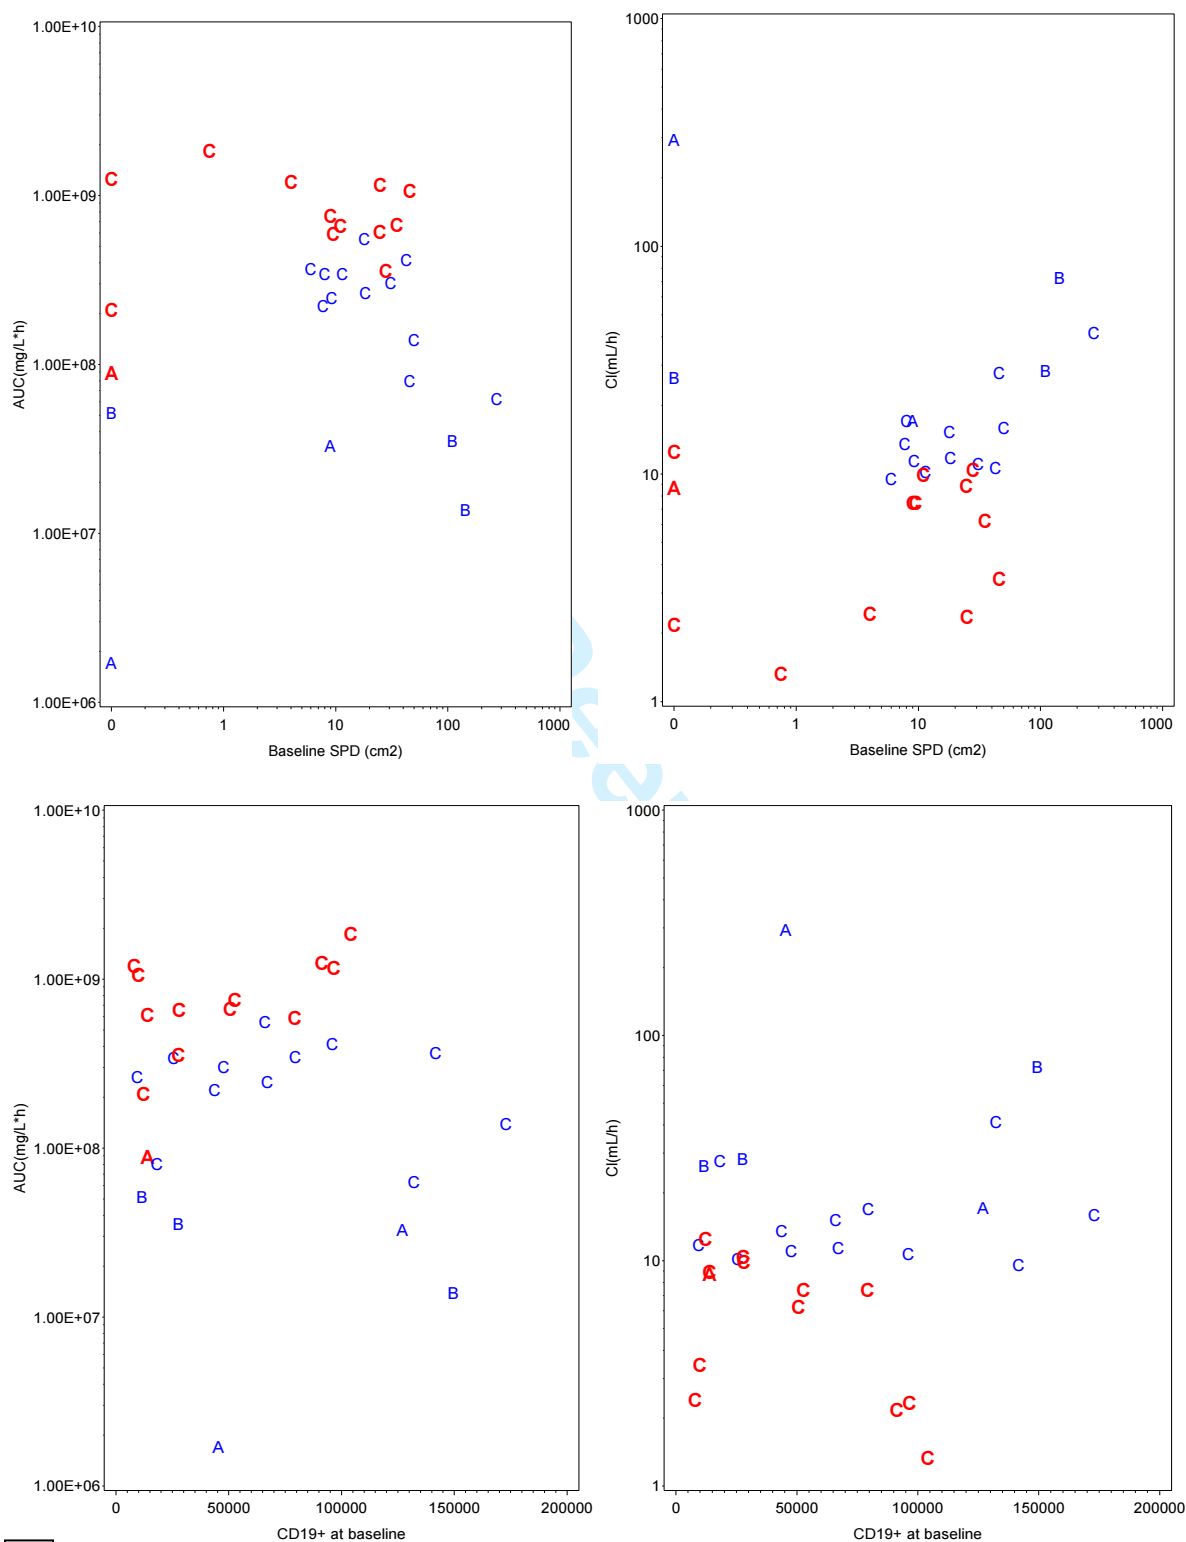 1.00E+10
1.00E+09
1.00E+08
1.00E+07
1.00E+06
AUC(mg/L*h)
C C C C C C C C C C C C C A
C C C C C C C C C C C C B A B B A
0 1 10 100 1000
Baseline SPD (cm2)
1000
100
10
1
Cl(mL/h)
A B C B B C C A C C C C C C C C C
C A C C C C C C C C C C C C
0 1 10 100 1000
Baseline SPD (cm2)
1.00E+10
1.00E+09
1.00E+08
1.00E+07
1.00E+06
AUC(mg/L*h)
C C C C C C C C C C C C C A
C C C C C C C C C C C C B B A B A
0 50000 100000 150000 200000
CD19+ at baseline
1000
100
10
1
Cl(mL/h)
A B C B C B C C C A C C C C C C C
C C C C A C C C C C C C C C
0 50000 100000 150000 200000
CD19+ at baseline